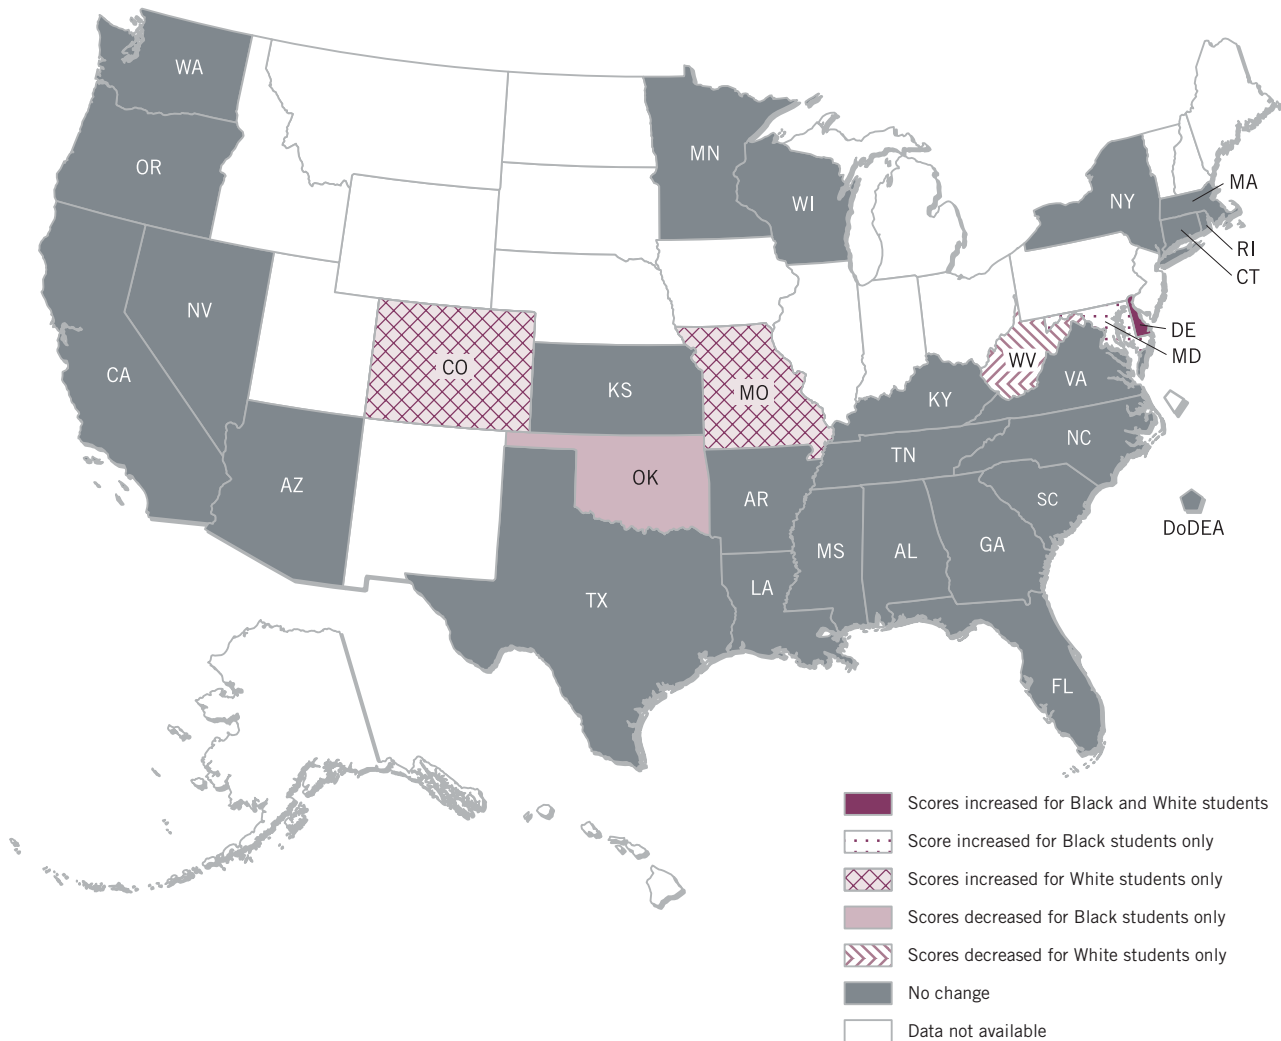 WA
OR
MN
WI
NY
MA
RI
CT
NV
CA
CO
KS
MO
WV
DE
MD
VA
KY
NC
TN
AZ
OK
AR
SC
DoDEA
MS
AL
GA
LA
TX
FL
Scores increased for Black and White students
Score increased for Black students only
Scores increased for White students only
Scores decreased for Black students only
Scores decreased for White students only
No change
Data not available